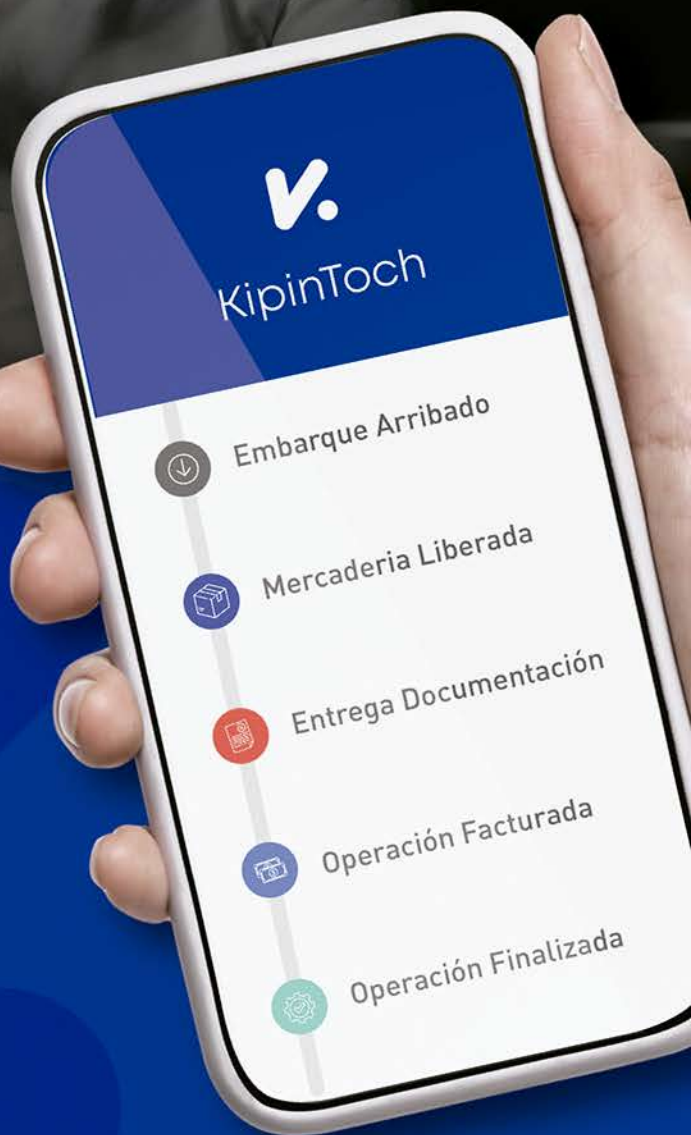 KipinToch
Embarque Arribado
Mercaderia Liberada
Entrega Documentación
Operación Facturada
Operación Finalizada